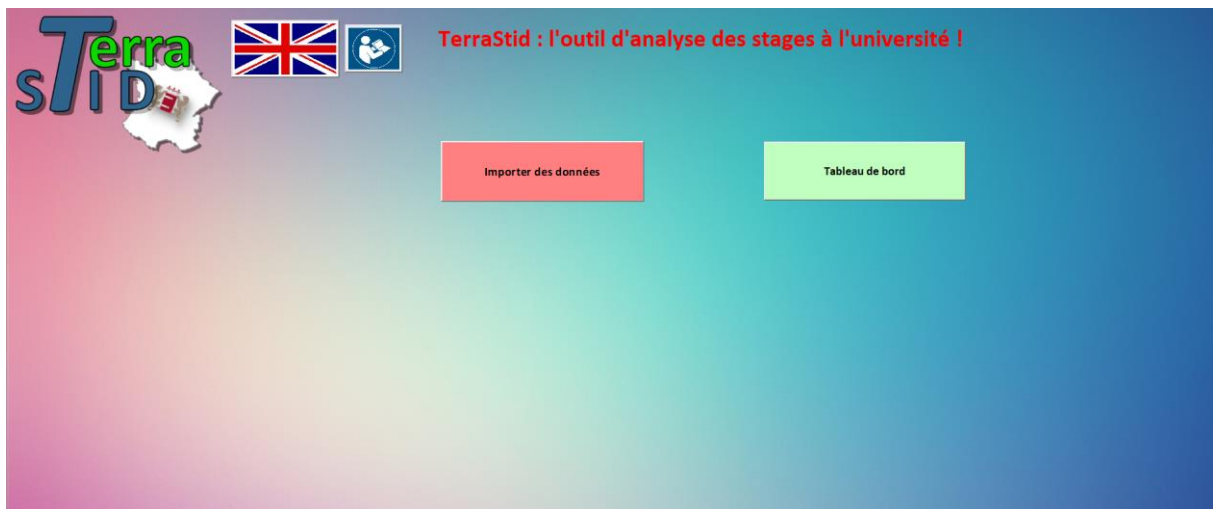 Terra
STID
TerraStid : l'outil d'analyse des stages à l'université !
Importer des données
Tableau de bord